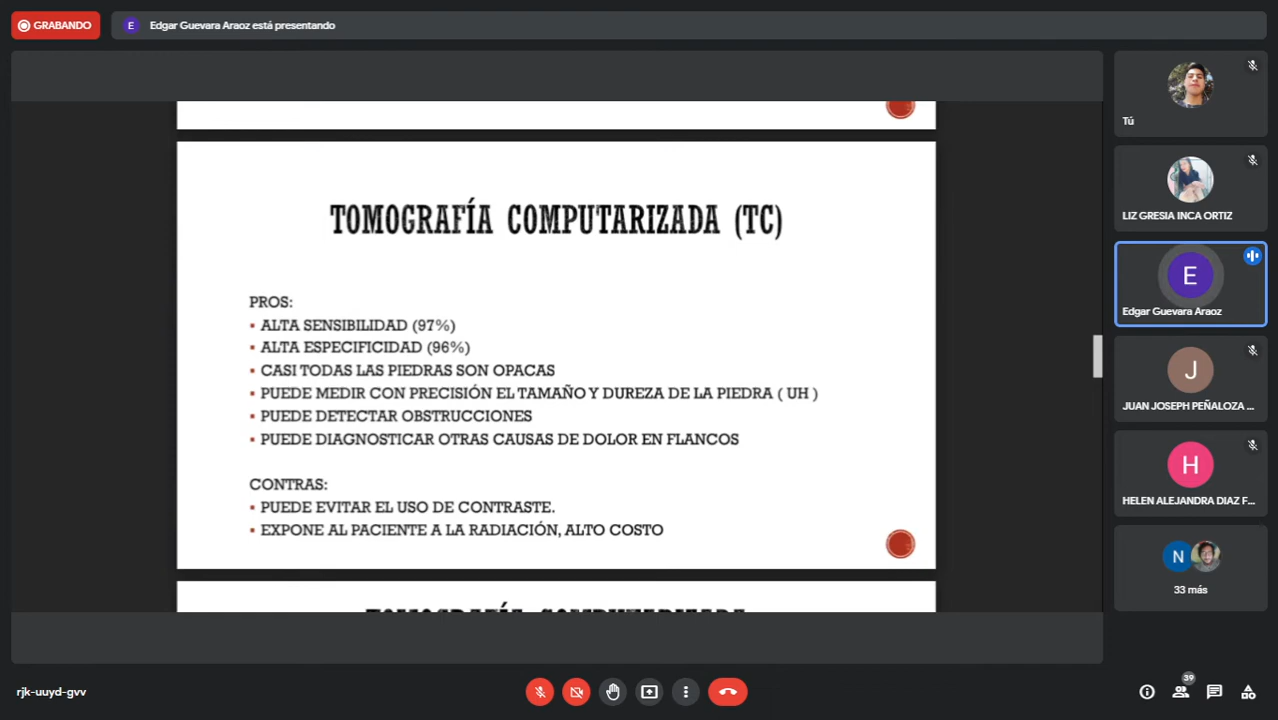 GRABANDO
E
Edgar Guevara Araoz está presentando
TOMOGRAFÍA COMPUTARIZADA (TC)
PROS:
▪ ALTA SENSIBILIDAD (97%)
▪ ALTA ESPECIFICIDAD (96%)
▪ CASI TODAS LAS PIEDRAS SON OPACAS
▪ PUEDE MEDIR CON PRECISIÓN EL TAMAÑO Y DUREZA DE LA PIEDRA ( UH )
▪ PUEDE DETECTAR OBSTRUCCIONES
▪ PUEDE DIAGNOSTICAR OTRAS CAUSAS DE DOLOR EN FLANCOS
CONTRAS:
▪ PUEDE EVITAR EL USO DE CONTRASTE.
▪ EXPONE AL PACIENTE A LA RADIACIÓN, ALTO COSTO
TOMOGRAFÍA COMPUTARIZADA
Tú
LIZ GRESIA INCA ORTIZ
E
Edgar Guevara Araoz
J
JUAN JOSEPH PEÑALOZA ...
H
HELEN ALEJANDRA DIAZ F...
N
33 más
rjk-uuyd-gvv
39